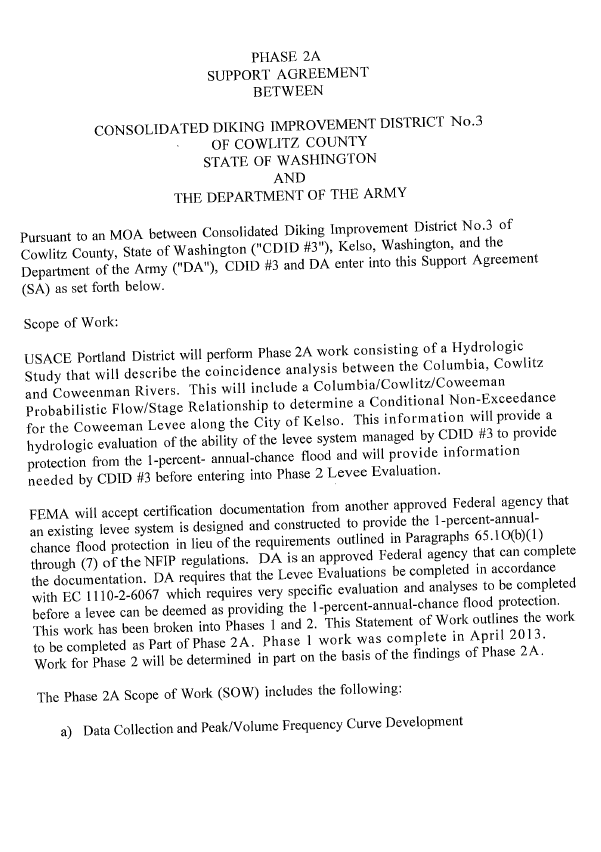 PHASE 2A
SUPPORT AGREEMENT
BETWEEN
CONSOLIDATED DIKING IMPROVEMENT DISTRICT No.3
OF COWLITZ COUNTY
STATE OF WASHINGTON
AND
THE DEPARTMENT OF THE ARMY
Pursuant to an MOA between Consolidated Diking Improvement District No.3 of
Cowlitz County, State of Washington ("CDID #3"), Kelso, Washington, and the
Department of the Army ("DA"), CDID #3 and DA enter into this Support Agreement
(SA) as set forth below.
Scope of Work:
USACE Portland District will perform Phase 2A work consisting of a Hydrologic
Study that will describe the coincidence analysis between the Columbia, Cowlitz
and Coweenman Rivers. This will include a Columbia/Cowlitz/Coweeman
Probabilistic Flow/Stage Relationship to determine a Conditional Non-Exceedance
for the Coweeman Levee along the City of Kelso. This information will provide a
hydrologic evaluation of the ability of the levee system managed by CDID #3 to provide
protection from the 1-percent- annual-chance flood and will provide information
needed by CDID #3 before entering into Phase 2 Levee Evaluation.
FEMA will accept certification documentation from another approved Federal agency that
an existing levee system is designed and constructed to provide the 1-percent-annual-
chance flood protection in lieu of the requirements outlined in Paragraphs 65.1O(b)(1)
through (7) of the NFIP regulations. DA is an approved Federal agency that can complete
the documentation. DA requires that the Levee Evaluations be completed in accordance
with EC 1110-2-6067 which requires very specific evaluation and analyses to be completed
before a levee can be deemed as providing the 1-percent-annual-chance flood protection.
This work has been broken into Phases 1 and 2. This Statement of Work outlines the work
to be completed as Part of Phase 2A. Phase 1 work was complete in April 2013.
Work for Phase 2 will be determined in part on the basis of the findings of Phase 2A.
The Phase 2A Scope of Work (SOW) includes the following:
a) Data Collection and Peak/Volume Frequency Curve Development